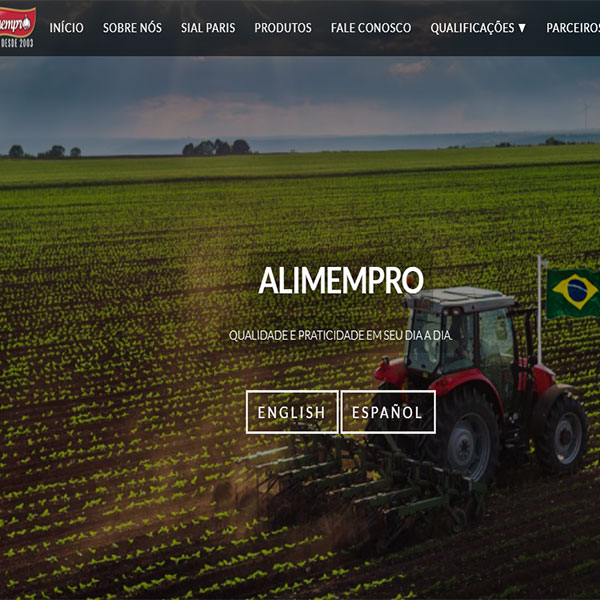 DESDE 2003
INÍCIO SOBRE NÓS SIAL PARIS PRODUTOS FALE CONOSCO QUALIFICAÇÕES ▼ PARCEIROS
ALIMEMPRO
QUALIDADE E PRATICIDADE EM SEU DIA A DIA.
ENGLISH ESPAÑOL